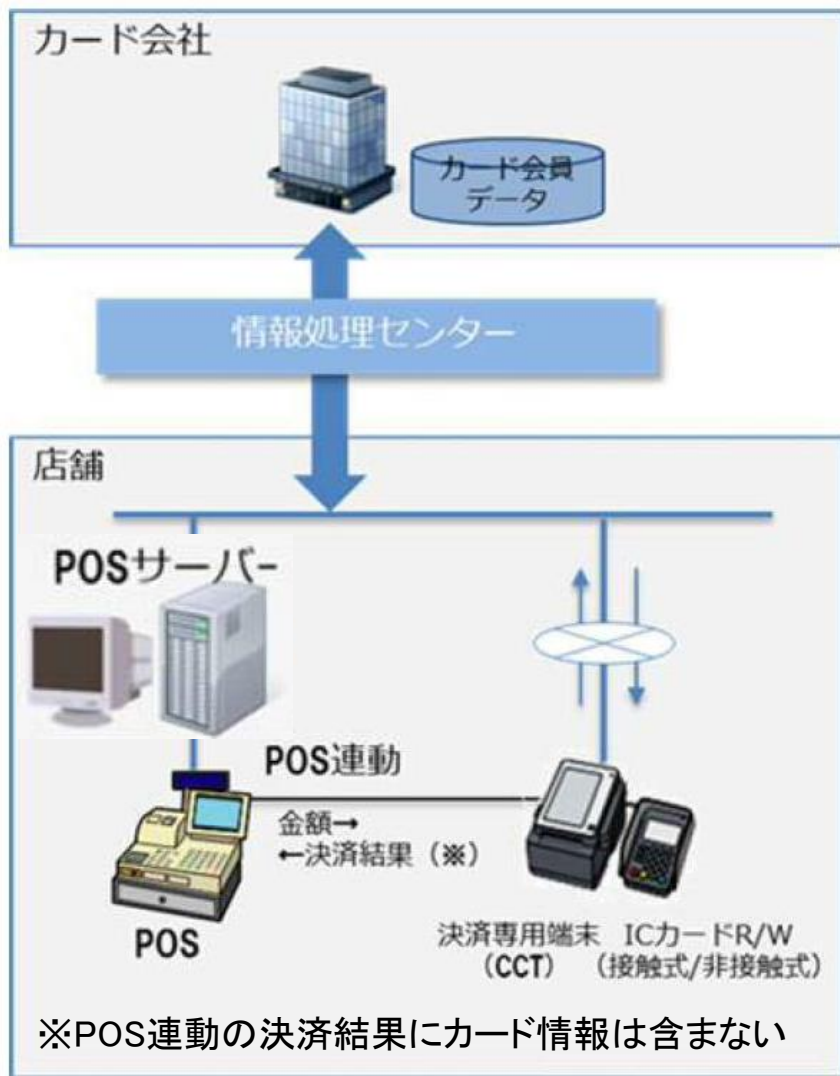 カード会社
カード会員
データ
情報処理センター
店舗
POSサーバー
POS連動
金額→
←決済結果（※）
POS
決済専用端末 ICカードR/W
（CCT） （接触式/非接触式）
※POS連動の決済結果にカード情報は含まない